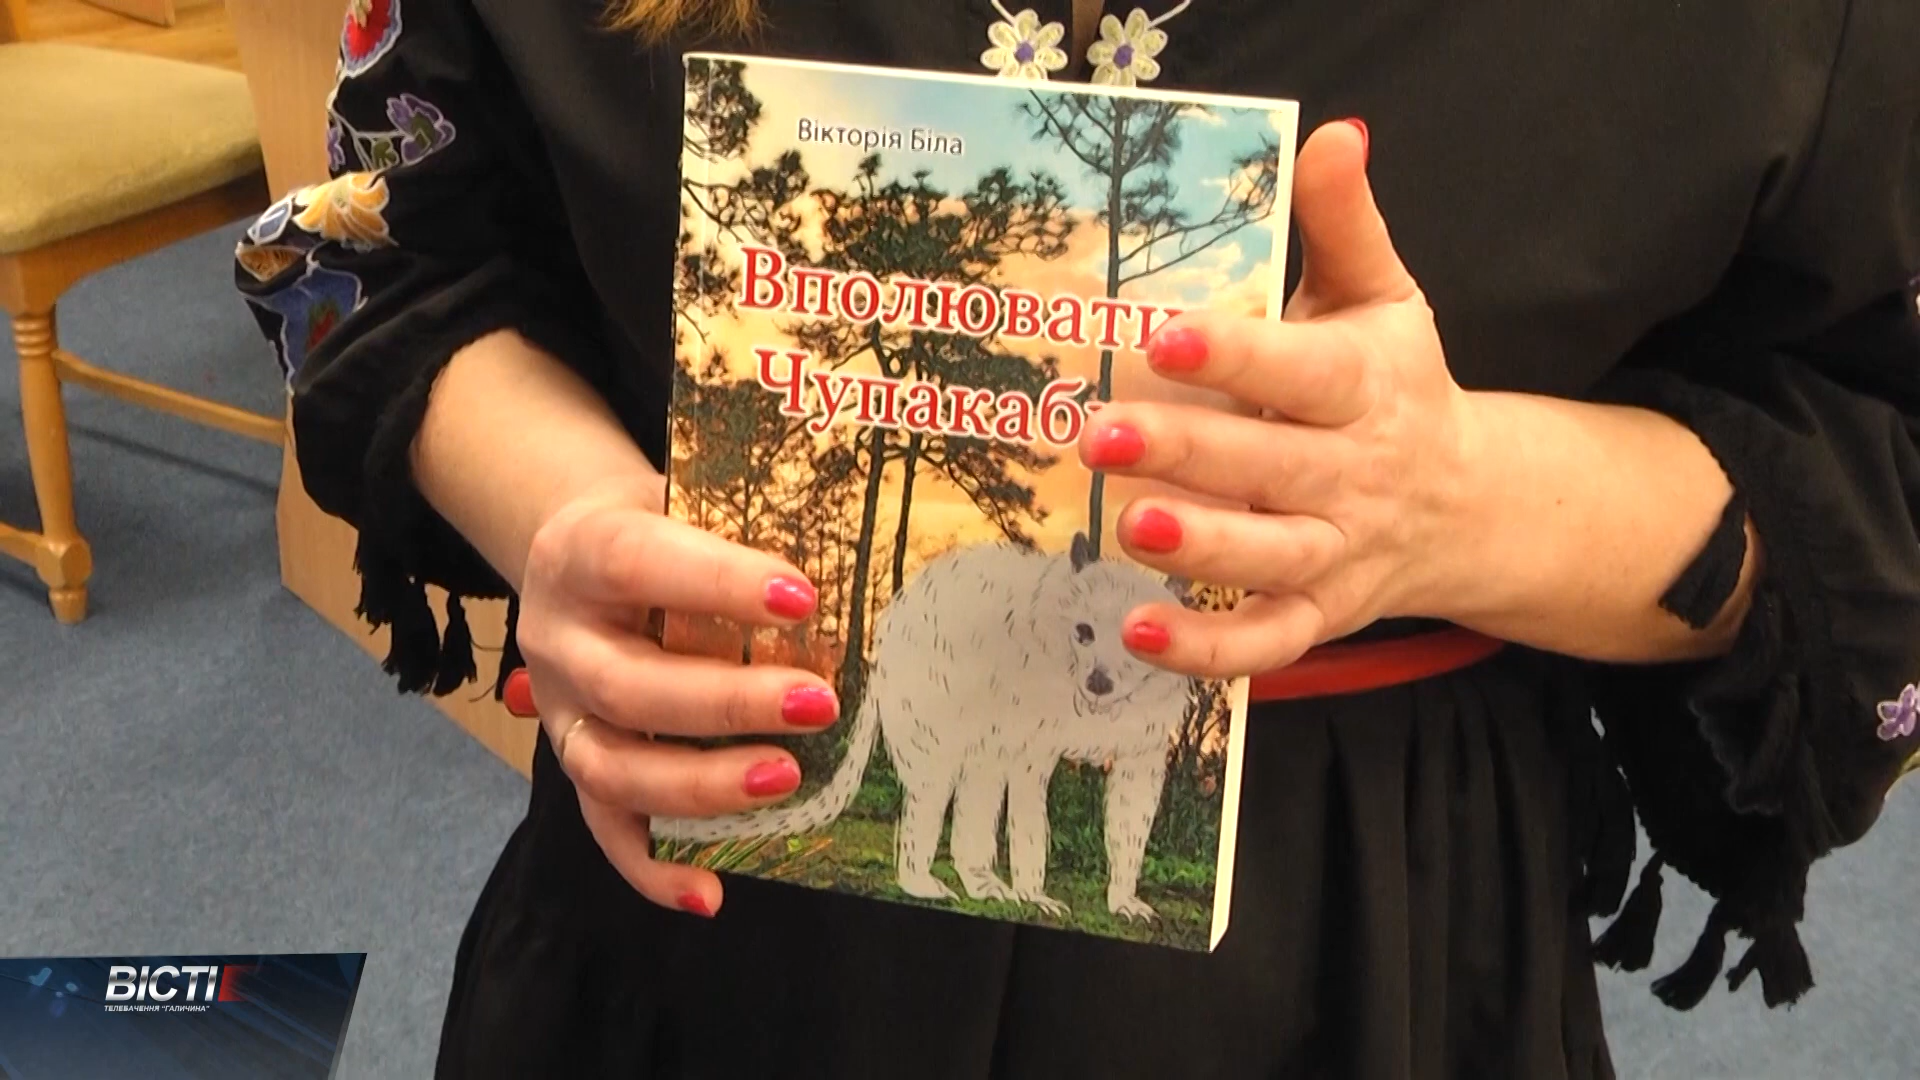 Вікторія Біла
Вполювати
Чупакаб
ВІСТІ
ТЕЛЕБАЧЕННЯ "ГАЛИЧИНА"